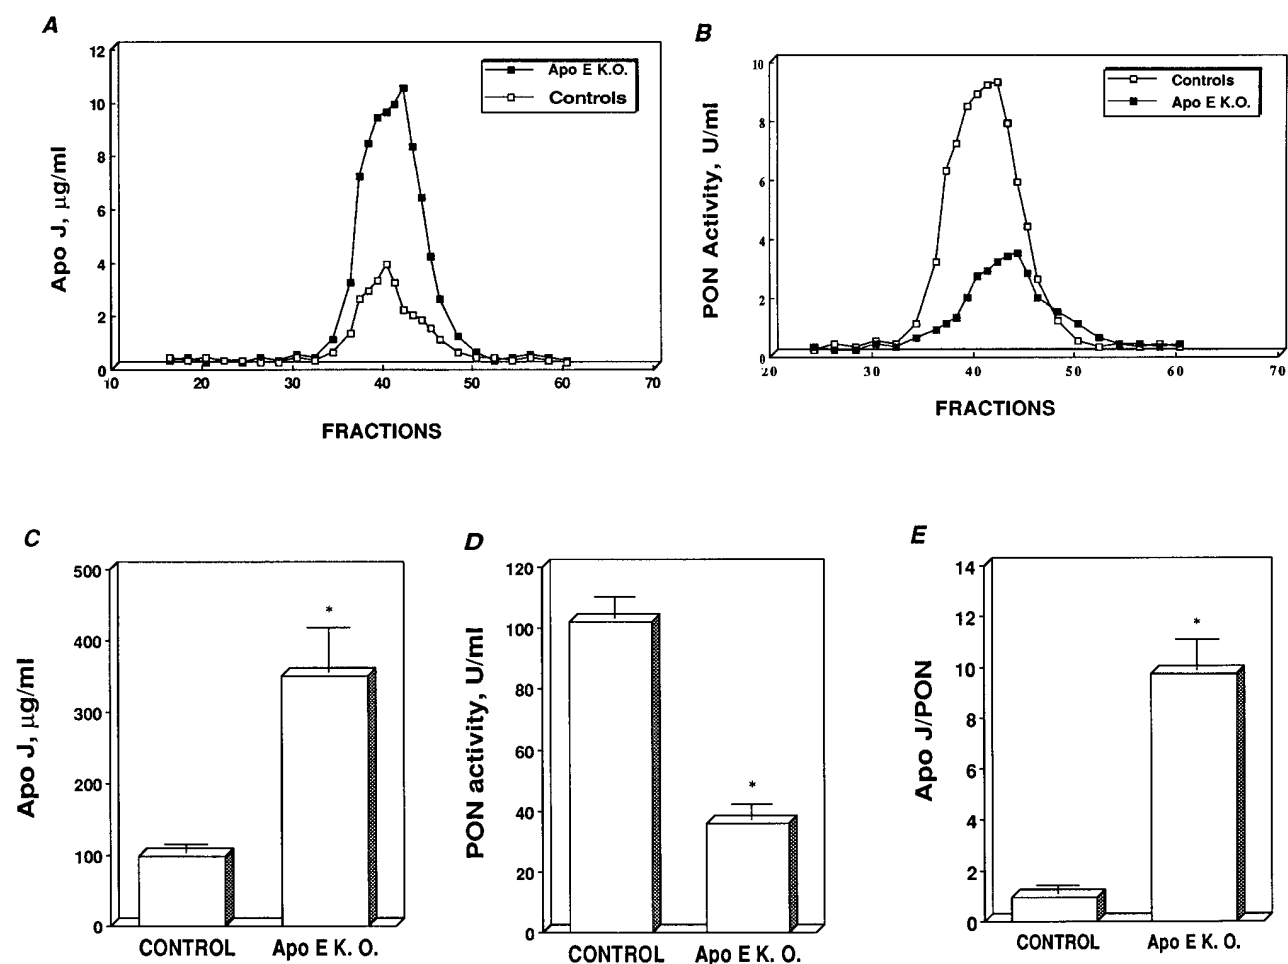 A
12
10
8
6
4
2
0
Apo J, µg/ml
Apo E K.O.
Controls
10
20
30
40
50
60
70
FRACTIONS
B
10
8
6
4
2
0
PON Activity, U/ml
Controls
Apo E K.O.
20
30
40
50
60
70
FRACTIONS
C
500
400
300
200
100
0
Apo J, µg/ml
*
CONTROL
Apo E K. O.
D
120
100
80
60
40
20
0
PON activity, U/ml
*
CONTROL
Apo E K. O.
E
14
12
10
8
6
4
2
0
Apo J/PON
*
CONTROL
Apo E K. O.